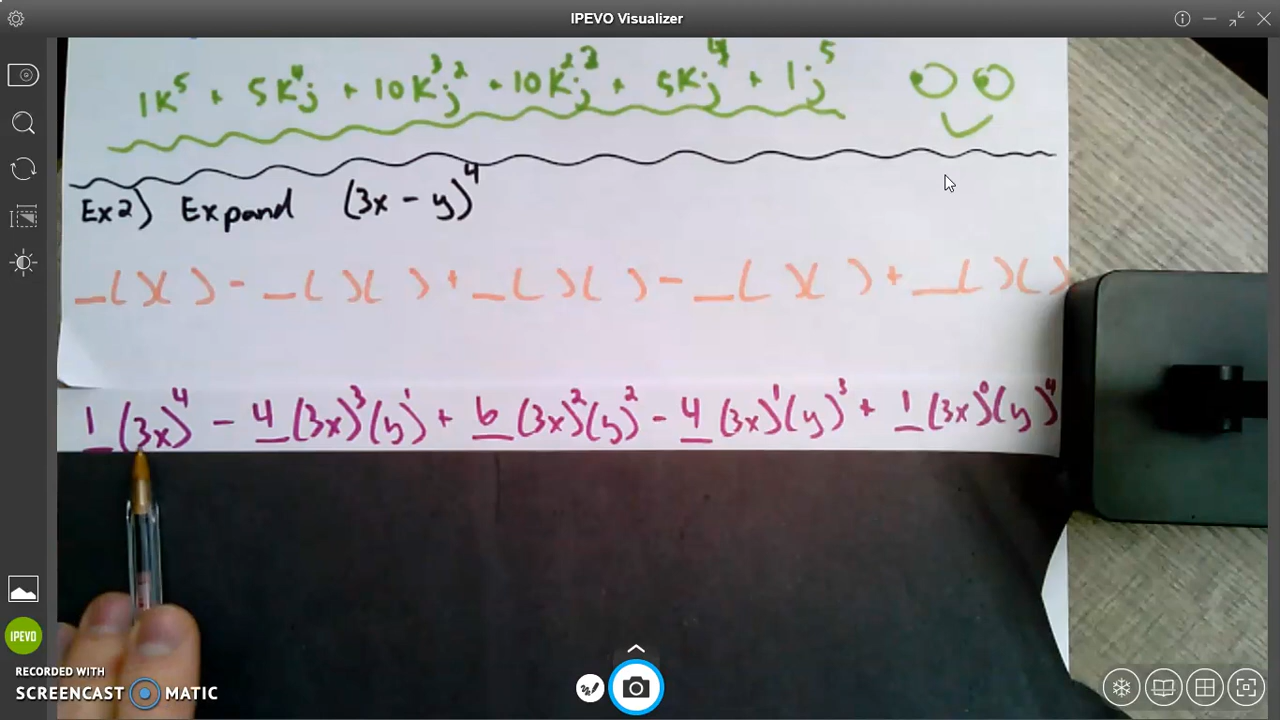 IPEVO Visualizer
1k⁵ + 5k⁴j + 10k³j² + 10k²j³ + 5kj⁴ + 1j⁵
Ex2) Expand (3x - y)⁴
_( )( ) - _( )( ) + _( )( ) - _( )( ) + _( )( )
1(3x)⁴ - 4(3x)³(y)¹ + 6(3x)²(y)² - 4(3x)¹(y)³ + 1(3x)⁰(y)⁴
IPEVO
RECORDED WITH
SCREENCAST MATIC